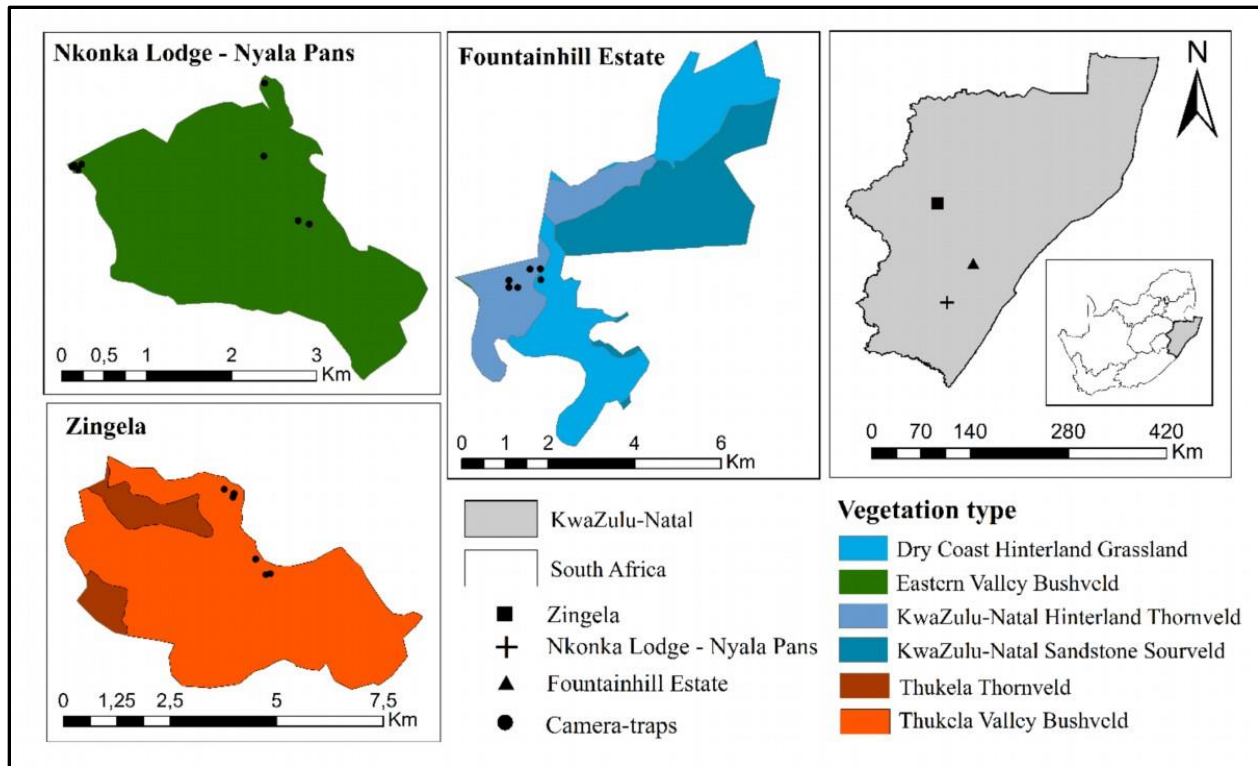 Nkonka Lodge - Nyala Pans
0 0,5 1 2 3
Km
Zingela
0 1,25 2,5 5 7,5
Km
Fountainhill Estate
0 1 2 4 6
Km
N
0 70 140 280 420
Km
KwaZulu-Natal
South Africa
Zingela
Nkonka Lodge - Nyala Pans
Fountainhill Estate
Camera-traps
Vegetation type
Dry Coast Hinterland Grassland
Eastern Valley Bushveld
KwaZulu-Natal Hinterland Thornveld
KwaZulu-Natal Sandstone Sourveld
Thukela Thornveld
Thukela Valley Bushveld